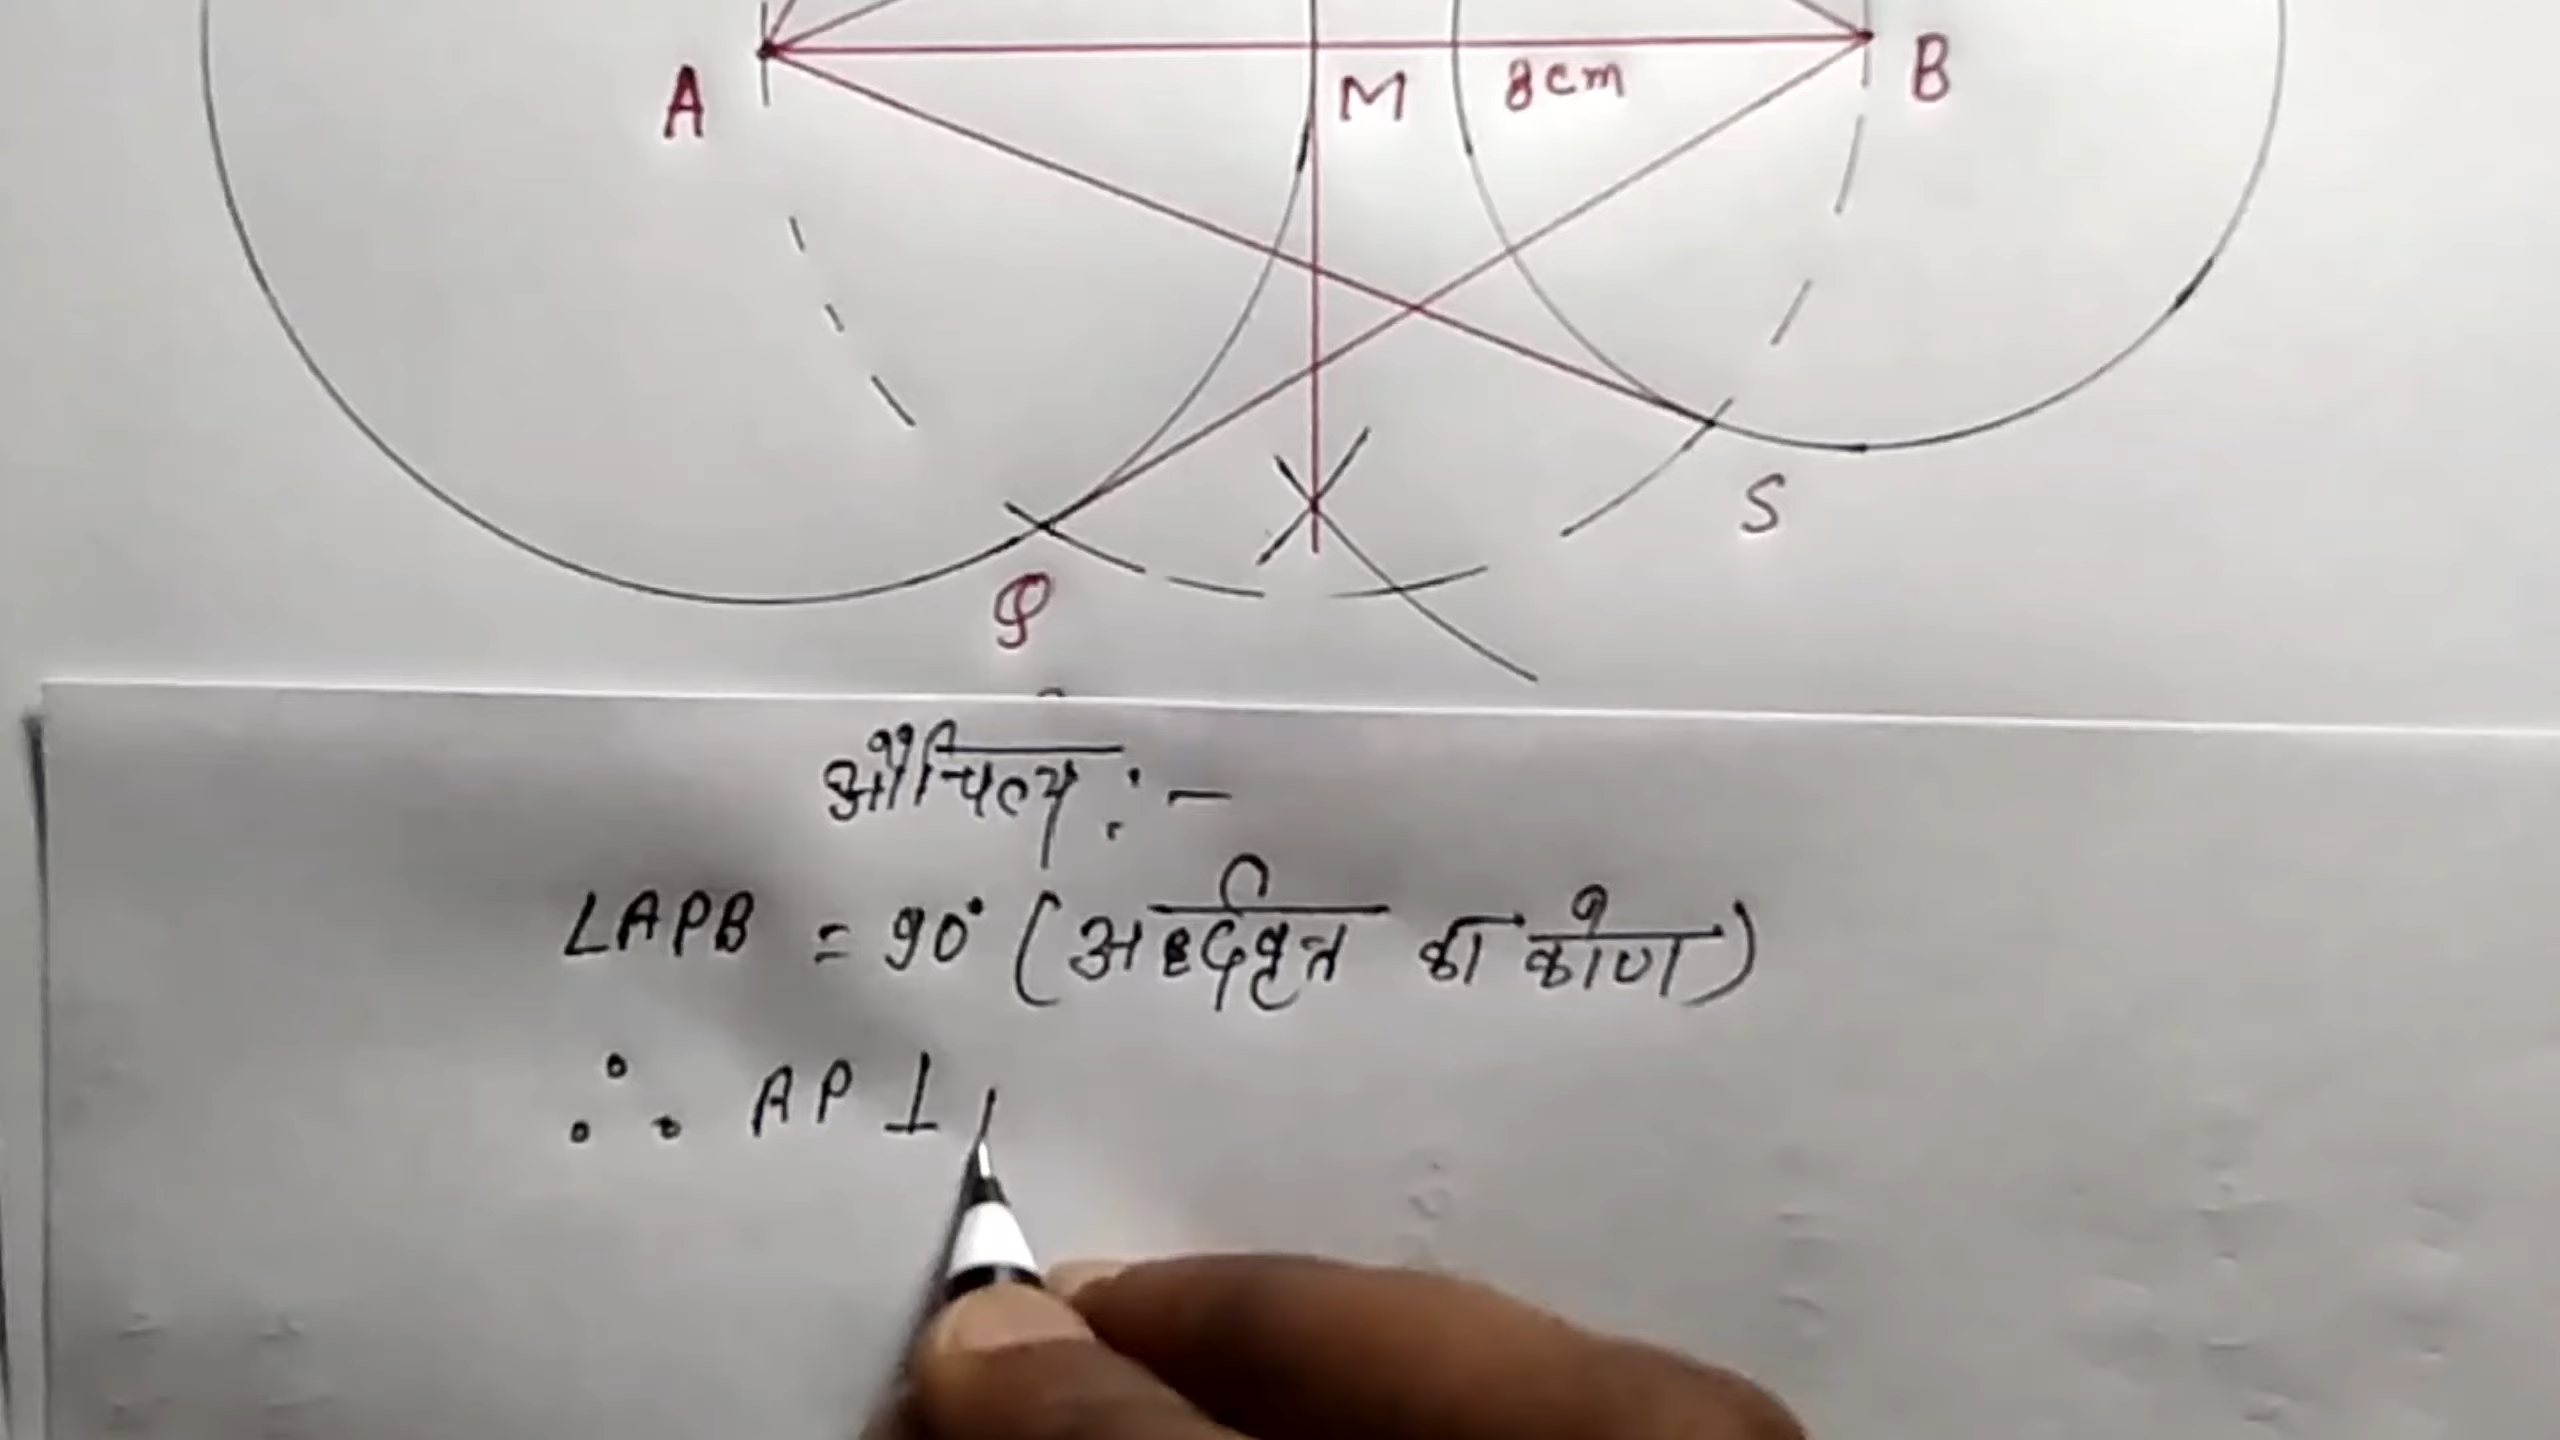 A
M
8cm
B
S
Q
औचित्य :-
∠APB = 90° (अर्द्धवृत्त का कोण)
∴ AP ⊥